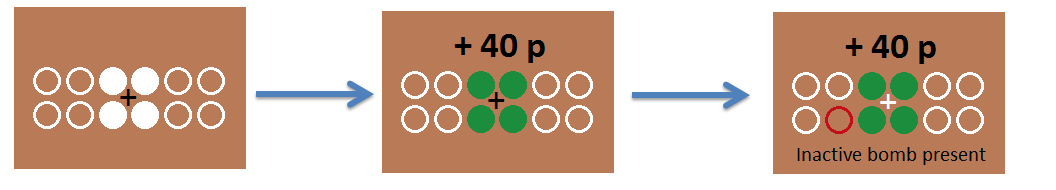 +
+ 40 p
+
+ 40 p
+
Inactive bomb present